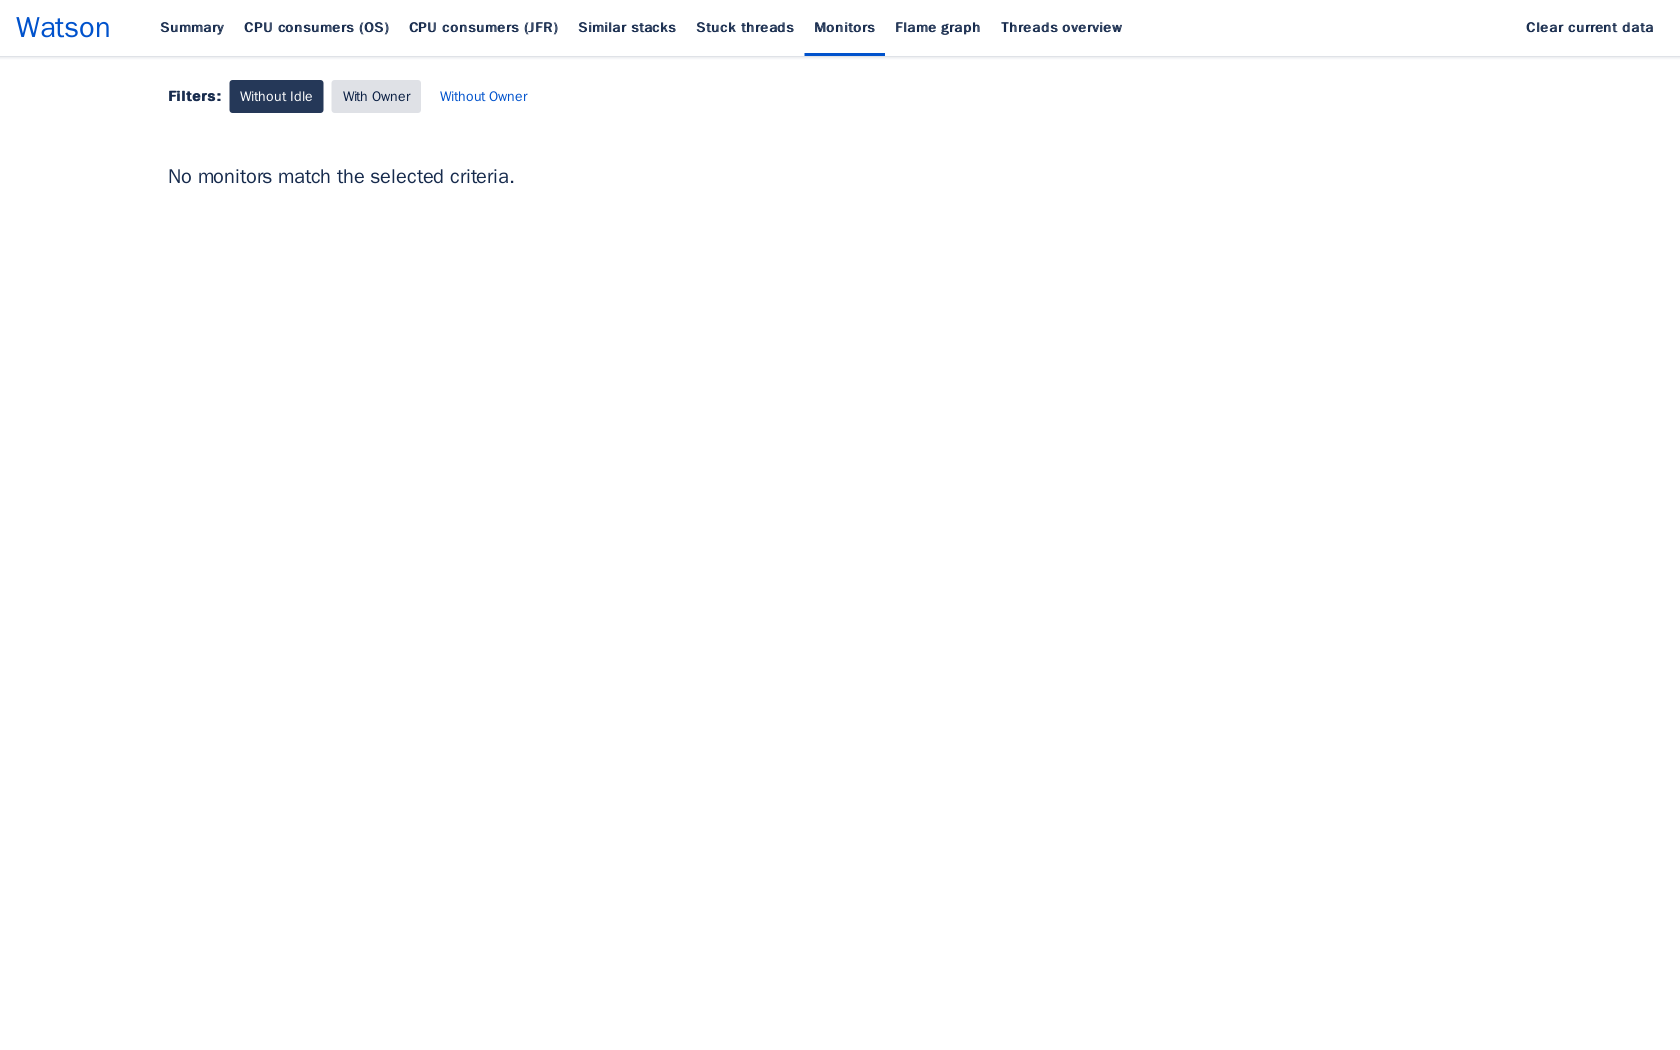 Watson Summary CPU consumers (OS) CPU consumers (JFR) Similar stacks Stuck threads Monitors Flame graph Threads overview Clear current data
Filters: Without Idle With Owner Without Owner
No monitors match the selected criteria.